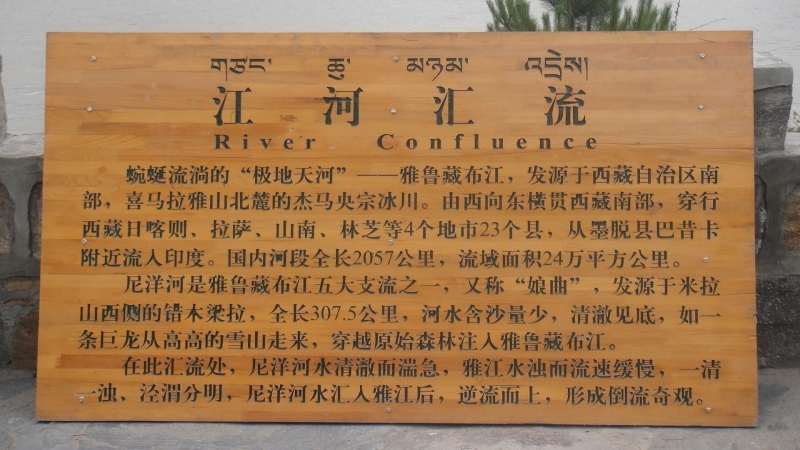 གཙང་ ཆུ་ མཉམ་ འདྲེས།
江河汇流
River Confluence
蜿蜒流淌的“极地天河”——雅鲁藏布江，发源于西藏自治区南
部，喜马拉雅山北麓的杰马央宗冰川。由西向东横贯西藏南部，穿行
西藏日喀则、拉萨、山南、林芝等4个地市23个县，从墨脱县巴昔卡
附近流入印度。国内河段全长2057公里，流域面积24万平方公里。
尼洋河是雅鲁藏布江五大支流之一，又称“娘曲”，发源于米拉
山西侧的错木梁拉，全长307.5公里，河水含沙量少，清澈见底，如一
条巨龙从高高的雪山走来，穿越原始森林注入雅鲁藏布江。
在此汇流处，尼洋河水清澈而湍急，雅江水浊而流速缓慢，一清
一浊、泾渭分明，尼洋河水汇入雅江后，逆流而上，形成倒流奇观。